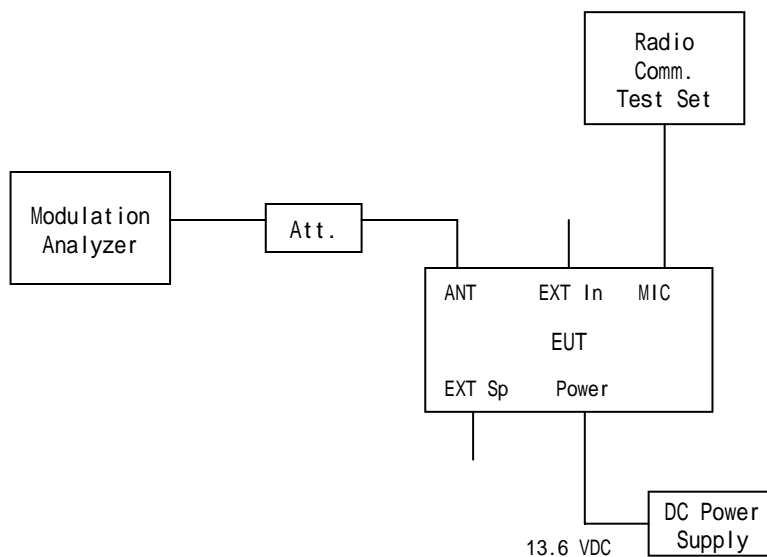 Radio
Comm.
Test Set
Modulation
Analyzer
Att.
ANT EXT In MIC
EUT
EXT Sp Power
DC Power
Supply
13.6 VDC